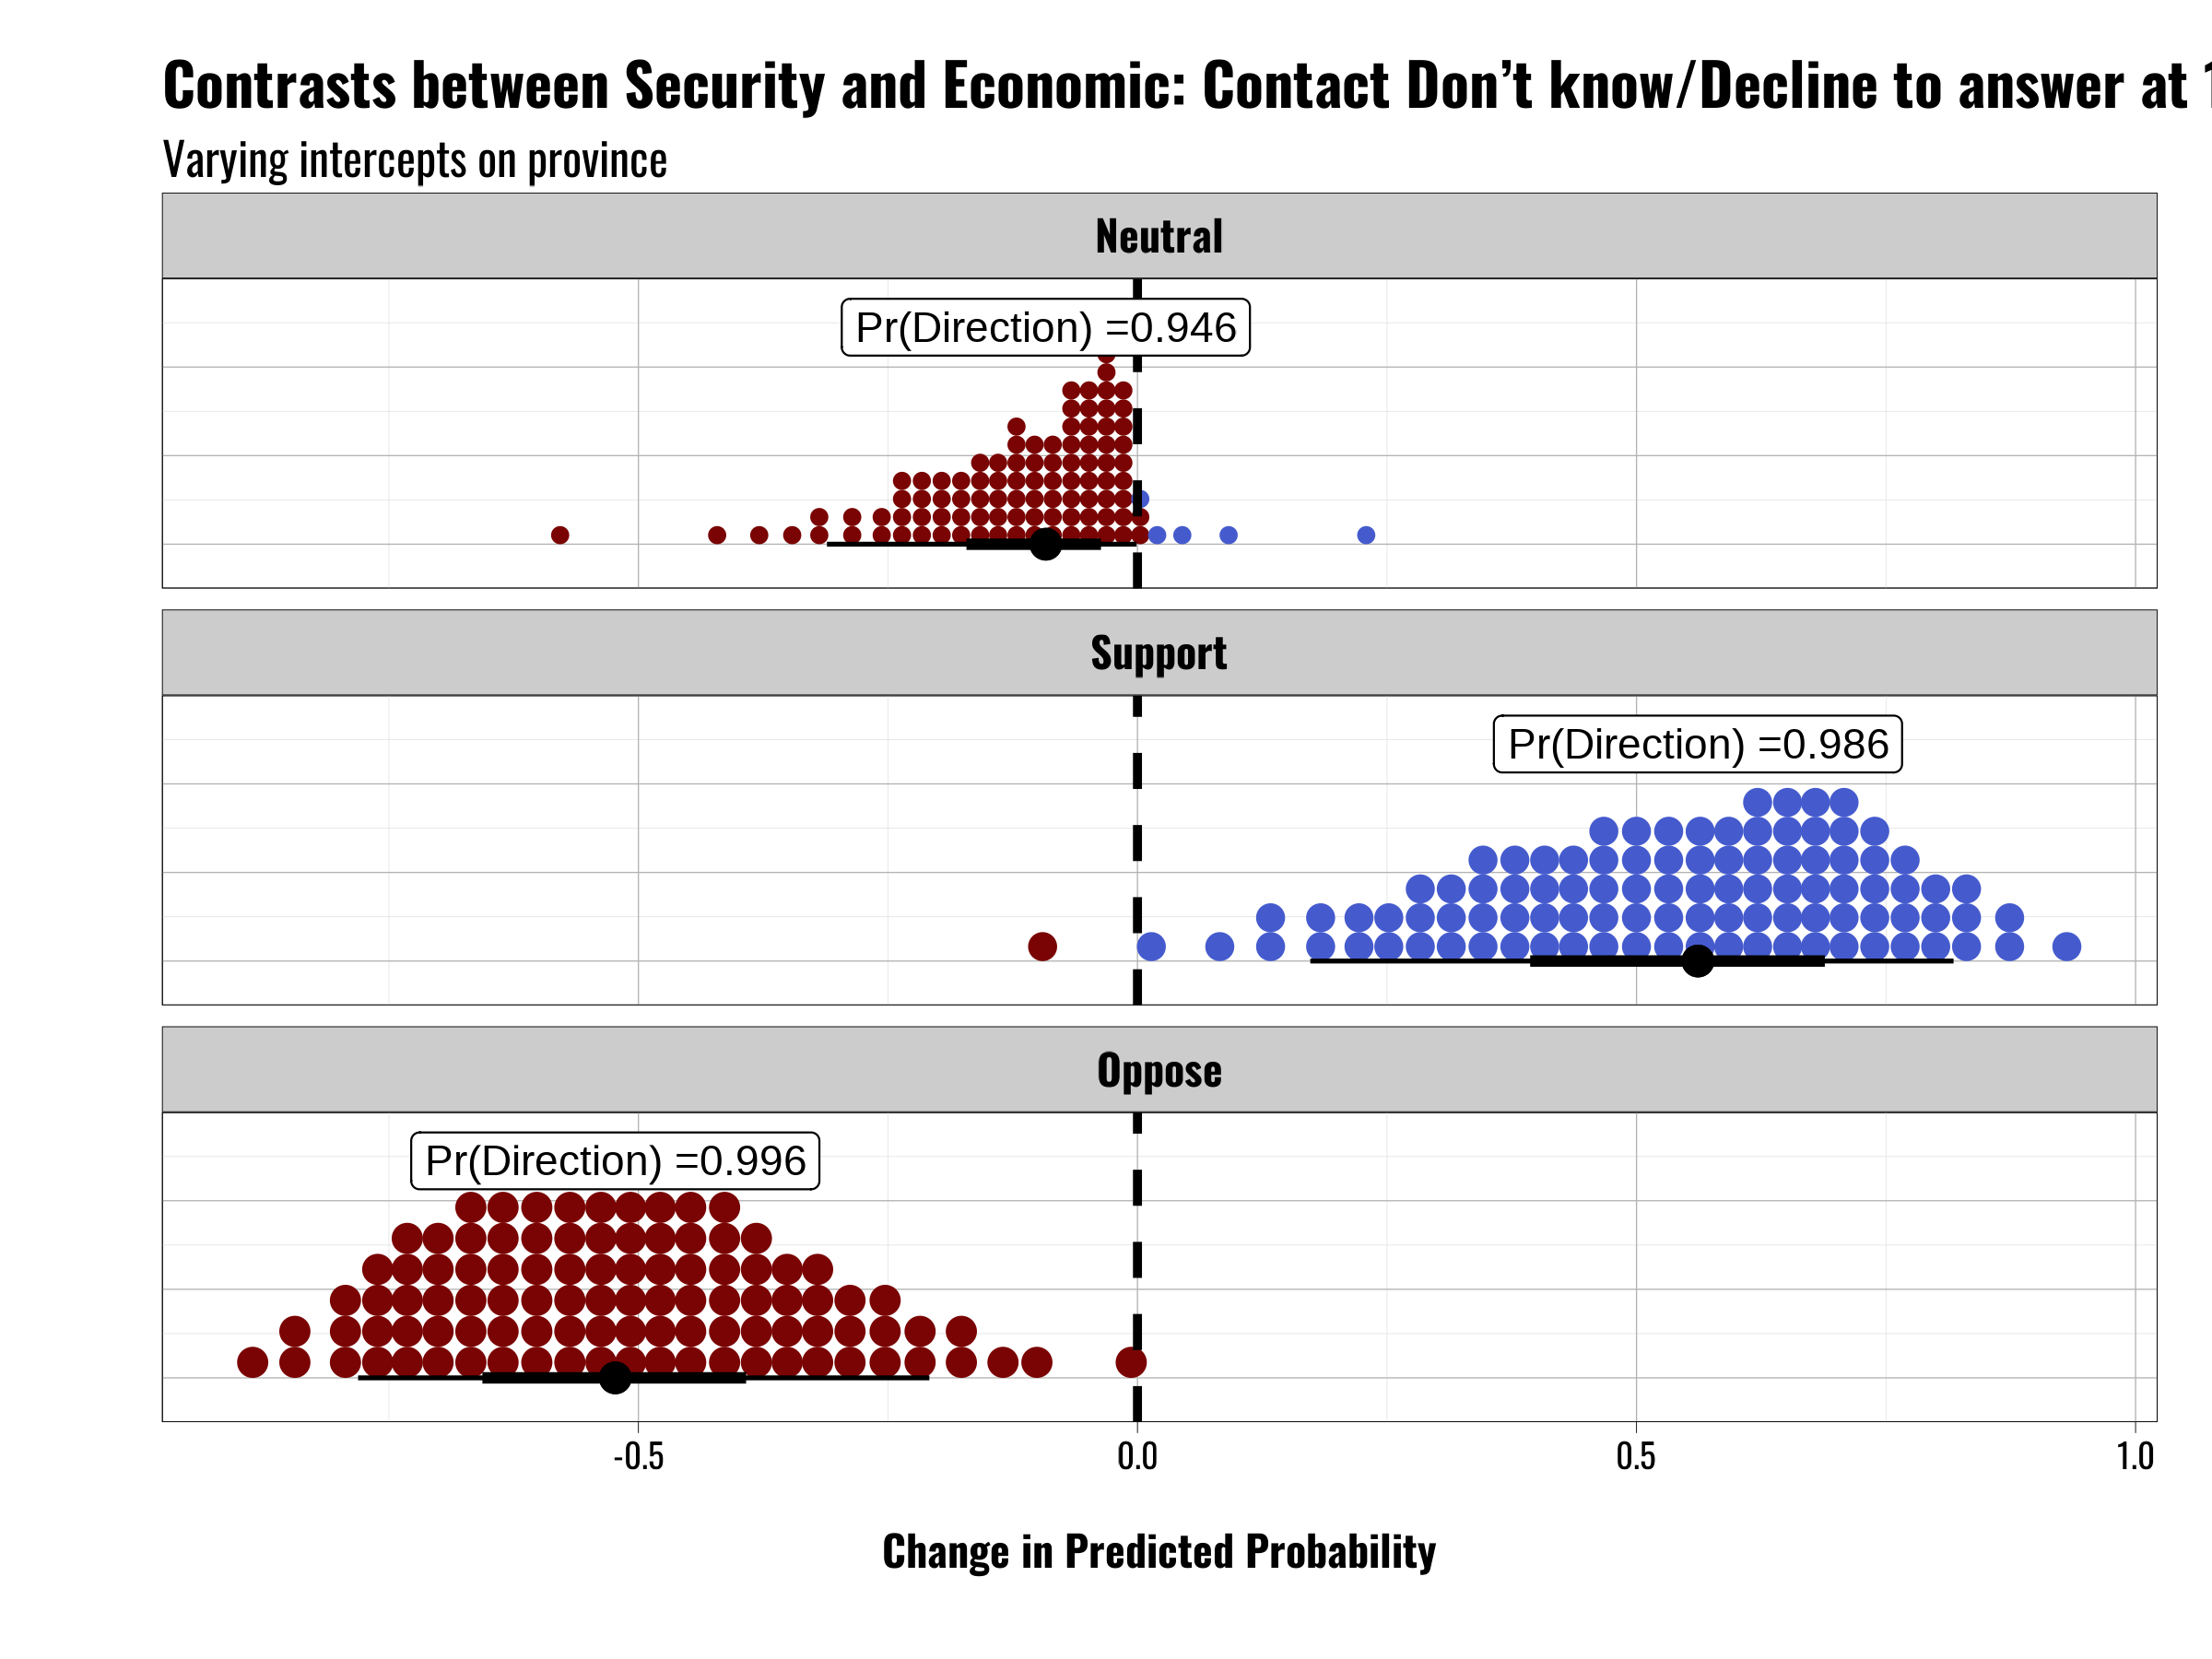 Contrasts between Security and Economic: Contact Don’t know/Decline to answer at
Varying intercepts on province
Neutral
Pr(Direction) =0.946
Support
Pr(Direction) =0.986
Oppose
Pr(Direction) =0.996
-0.5 0.0 0.5 1.0
Change in Predicted Probability